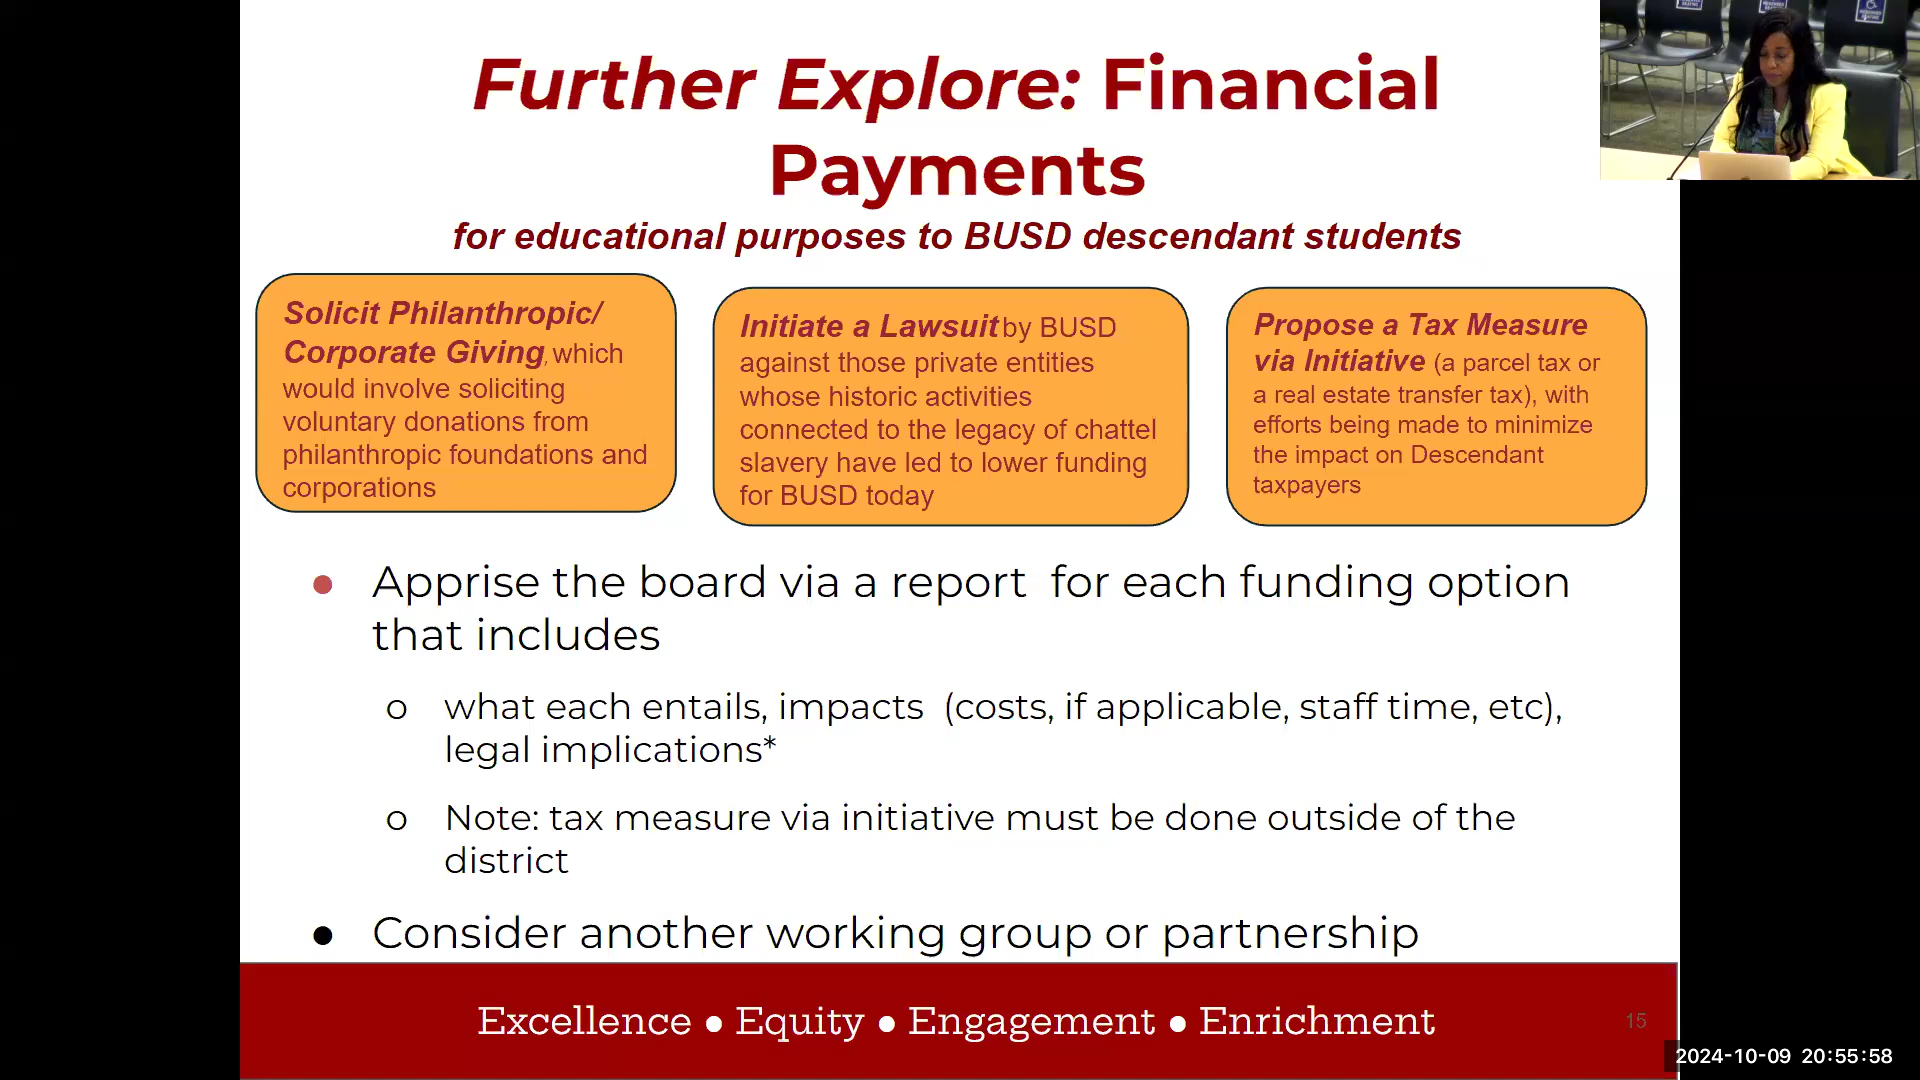 Further Explore: Financial
Payments
for educational purposes to BUSD descendant students
Solicit Philanthropic/
Corporate Giving, which
would involve soliciting
voluntary donations from
philanthropic foundations and
corporations
Initiate a Lawsuit by BUSD
against those private entities
whose historic activities
connected to the legacy of chattel
slavery have led to lower funding
for BUSD today
Propose a Tax Measure
via Initiative (a parcel tax or
a real estate transfer tax), with
efforts being made to minimize
the impact on Descendant
taxpayers
● Apprise the board via a report for each funding option
that includes
o what each entails, impacts (costs, if applicable, staff time, etc),
legal implications*
o Note: tax measure via initiative must be done outside of the
district
● Consider another working group or partnership
Excellence ● Equity ● Engagement ● Enrichment
15
2024-10-09 20:55:58